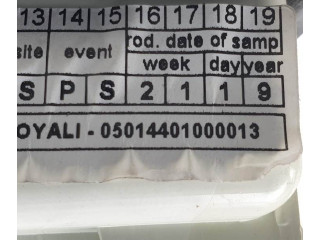 13 14 15 16 17 18 19
site event rod. date of samp
week day year
S P S 2 1 1 9
OYALI - 05014401000013